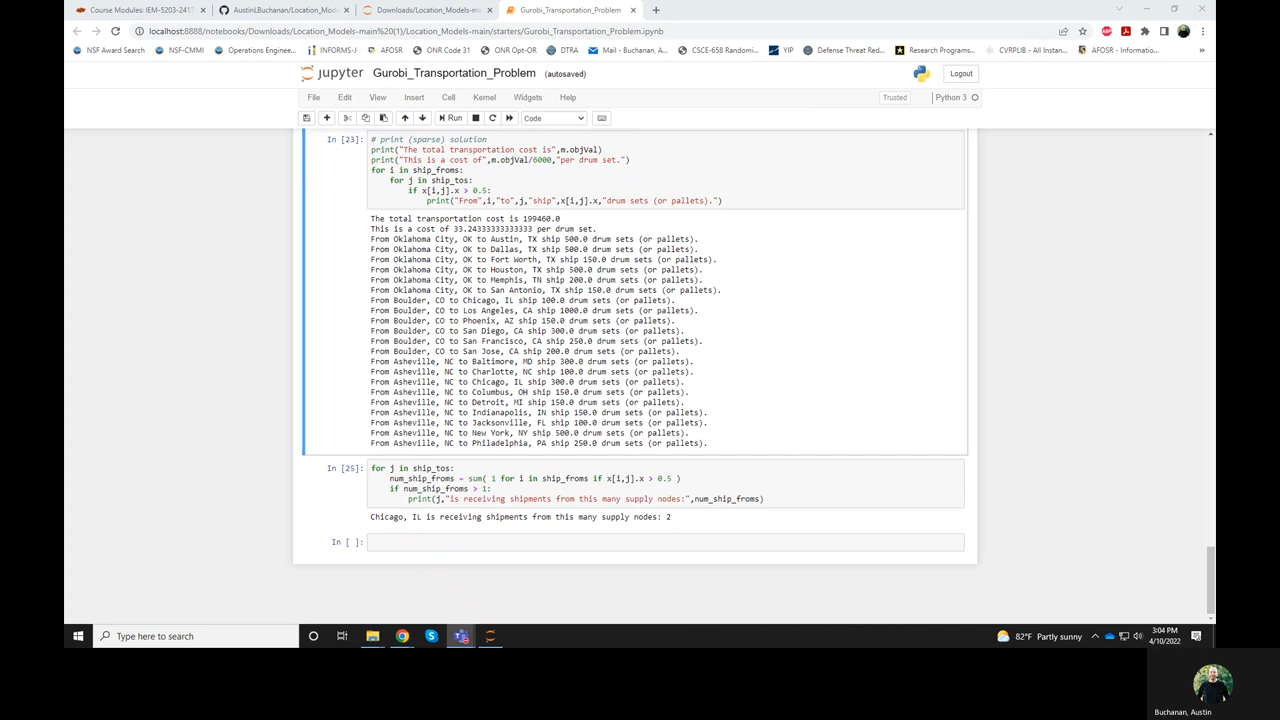 Course Modules: IEM-5203-2417
AustinLBuchanan/Location_Model
Downloads/Location_Models-ma
Gurobi_Transportation_Problem
localhost:8888/notebooks/Downloads/Location_Models-main%20(1)/Location_Models-main/starters/Gurobi_Transportation_Problem.ipynb
NSF Award Search
NSF-CMMI
Operations Enginee...
INFORMS-J
AFOSR
ONR Code 31
ONR Opt-OR
DTRA
Mail - Buchanan, A...
CSCE-658 Randomi...
YIP
Defense Threat Red...
Research Programs...
CVRPLIB - All Instan...
AFOSR - Informatio...
»
jupyter Gurobi_Transportation_Problem (autosaved)
Logout
File Edit View Insert Cell Kernel Widgets Help
Trusted
Python 3
Run
Code
In [23]:
# print (sparse) solution
print("The total transportation cost is",m.objVal)
print("This is a cost of",m.objVal/6000,"per drum set.")
for i in ship_froms:
for j in ship_tos:
if x[i,j].x > 0.5:
print("From",i,"to",j,"ship",x[i,j].x,"drum sets (or pallets).")
The total transportation cost is 199460.0
This is a cost of 33.24333333333333 per drum set.
From Oklahoma City, OK to Austin, TX ship 500.0 drum sets (or pallets).
From Oklahoma City, OK to Dallas, TX ship 500.0 drum sets (or pallets).
From Oklahoma City, OK to Fort Worth, TX ship 150.0 drum sets (or pallets).
From Oklahoma City, OK to Houston, TX ship 500.0 drum sets (or pallets).
From Oklahoma City, OK to Memphis, TN ship 200.0 drum sets (or pallets).
From Oklahoma City, OK to San Antonio, TX ship 150.0 drum sets (or pallets).
From Boulder, CO to Chicago, IL ship 100.0 drum sets (or pallets).
From Boulder, CO to Los Angeles, CA ship 1000.0 drum sets (or pallets).
From Boulder, CO to Phoenix, AZ ship 150.0 drum sets (or pallets).
From Boulder, CO to San Diego, CA ship 300.0 drum sets (or pallets).
From Boulder, CO to San Francisco, CA ship 250.0 drum sets (or pallets).
From Boulder, CO to San Jose, CA ship 200.0 drum sets (or pallets).
From Asheville, NC to Baltimore, MD ship 300.0 drum sets (or pallets).
From Asheville, NC to Charlotte, NC ship 100.0 drum sets (or pallets).
From Asheville, NC to Chicago, IL ship 300.0 drum sets (or pallets).
From Asheville, NC to Columbus, OH ship 150.0 drum sets (or pallets).
From Asheville, NC to Detroit, MI ship 150.0 drum sets (or pallets).
From Asheville, NC to Indianapolis, IN ship 150.0 drum sets (or pallets).
From Asheville, NC to Jacksonville, FL ship 100.0 drum sets (or pallets).
From Asheville, NC to New York, NY ship 500.0 drum sets (or pallets).
From Asheville, NC to Philadelphia, PA ship 250.0 drum sets (or pallets).
In [25]:
for j in ship_tos:
num_ship_froms = sum( 1 for i in ship_froms if x[i,j].x > 0.5 )
if num_ship_froms > 1:
print(j,"is receiving shipments from this many supply nodes:",num_ship_froms)
Chicago, IL is receiving shipments from this many supply nodes: 2
In [ ]:
Type here to search
82°F Partly sunny
3:04 PM
4/10/2022
Buchanan, Austin